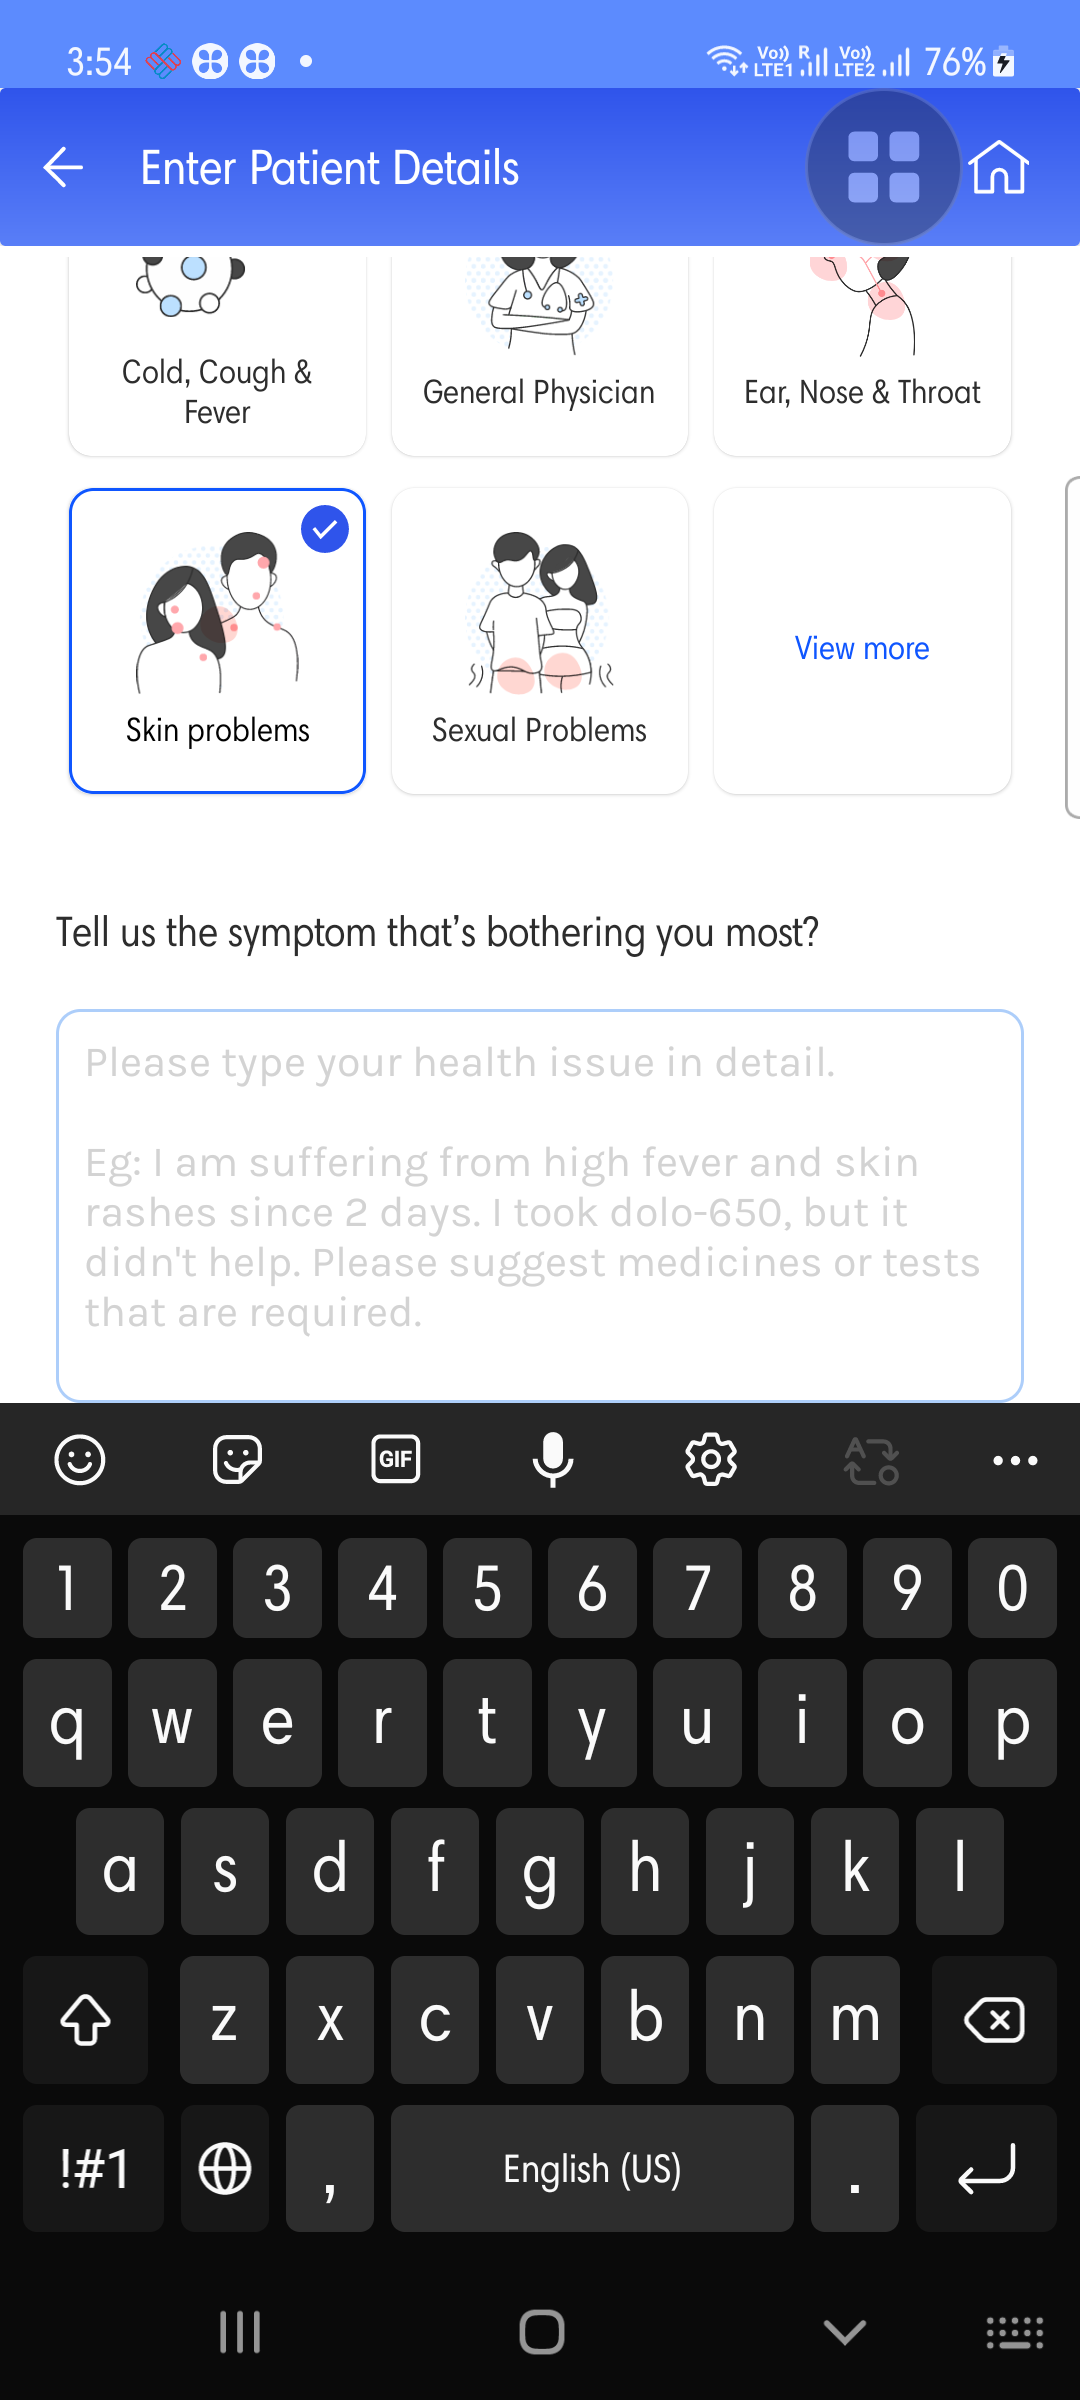 3:54
Vo)) R Vo))
LTE1 LTE2 76%
Enter Patient Details
Cold, Cough &
Fever
General Physician
Ear, Nose & Throat
Skin problems
Sexual Problems
View more
Tell us the symptom that's bothering you most?
Please type your health issue in detail.
Eg: I am suffering from high fever and skin
rashes since 2 days. I took dolo-650, but it
didn't help. Please suggest medicines or tests
that are required.
GIF
1 2 3 4 5 6 7 8 9 0
q w e r t y u i o p
a s d f g h j k l
z x c v b n m
!#1 , English (US) .